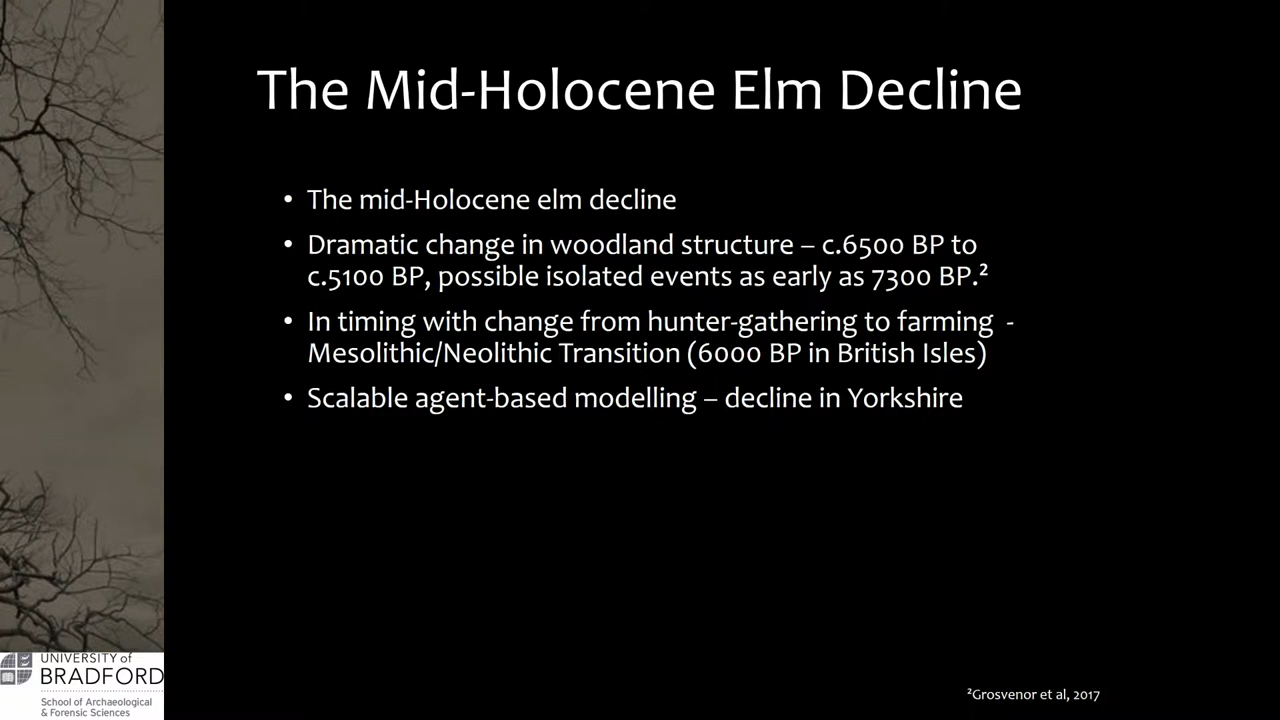 The Mid-Holocene Elm Decline
• The mid-Holocene elm decline
• Dramatic change in woodland structure – c.6500 BP to
c.5100 BP, possible isolated events as early as 7300 BP.²
• In timing with change from hunter-gathering to farming -
Mesolithic/Neolithic Transition (6000 BP in British Isles)
• Scalable agent-based modelling – decline in Yorkshire
UNIVERSITY of
BRADFORD
School of Archaeological
& Forensic Sciences
²Grosvenor et al, 2017